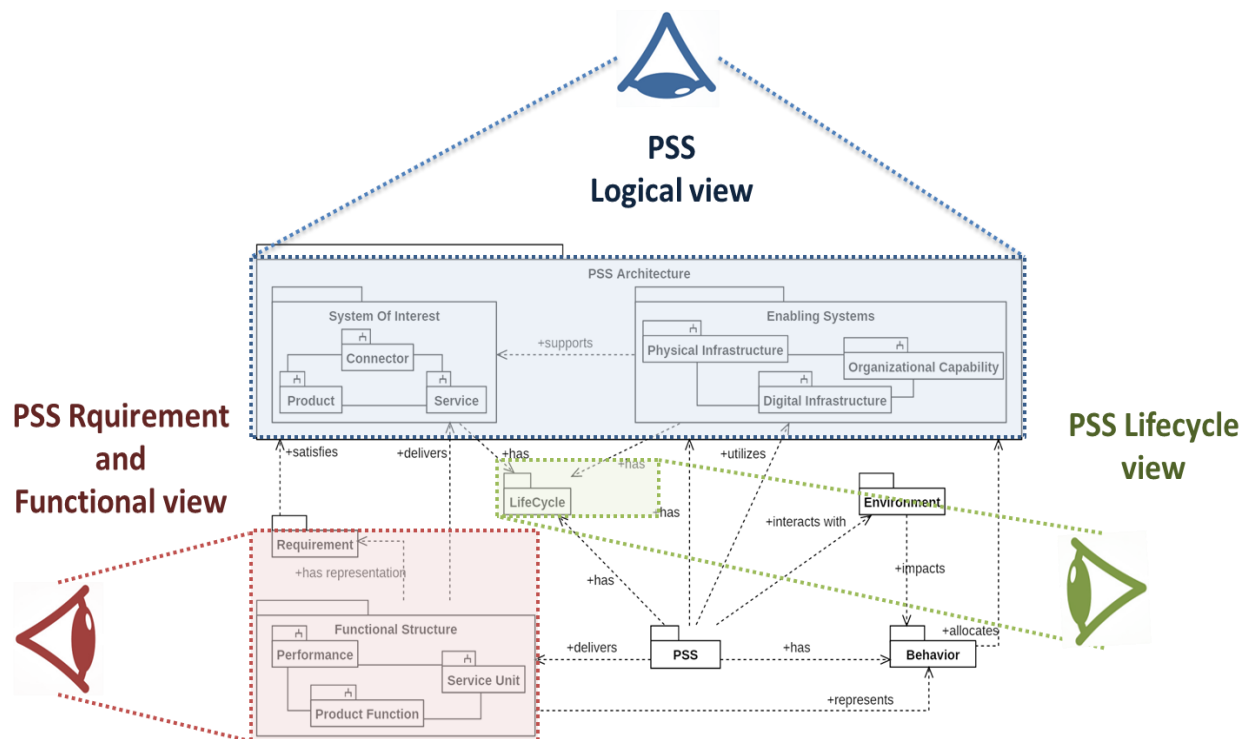 PSS
Logical view
PSS Architecture
System Of Interest
Enabling Systems
Connector
Product
Service
+supports
Physical Infrastructure
Organizational Capability
Digital Infrastructure
PSS Rquirement
and
Functional view
PSS Lifecycle
view
+satisfies
+delivers
+has
+has
+utilizes
LifeCycle
Environment
+has
+interacts with
Requirement
+has representation
+has
+impacts
Functional Structure
+allocates
Performance
Service Unit
Product Function
+delivers
PSS
+has
Behavior
+represents